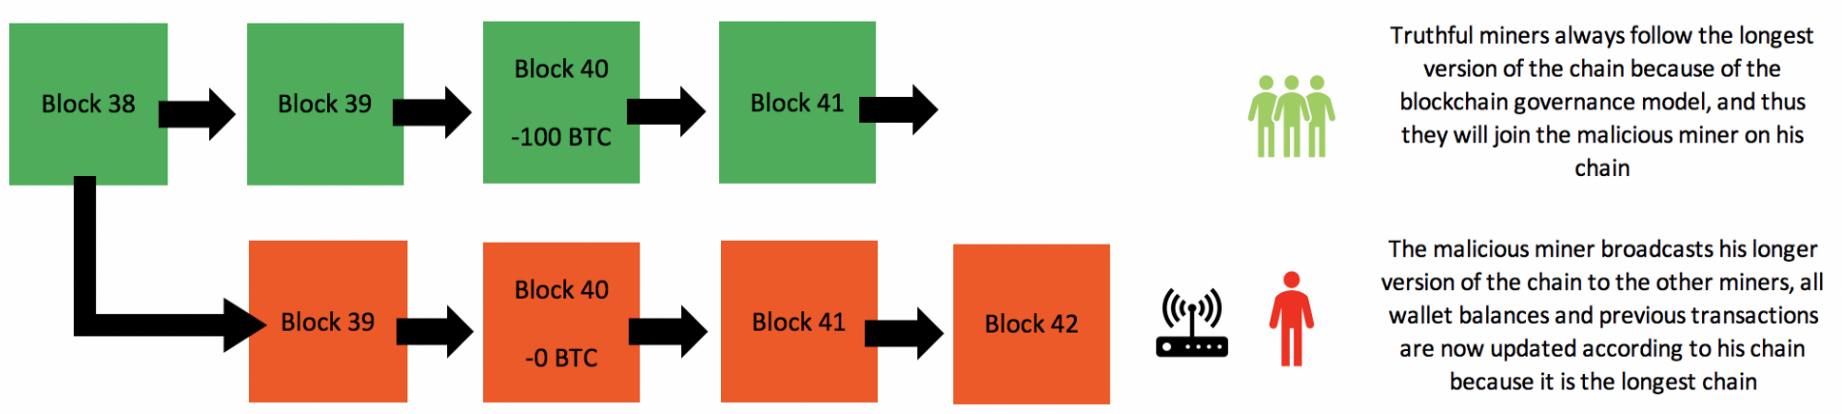 Block 38
Block 39
Block 40
-100 BTC
Block 41
Truthful miners always follow the longest
version of the chain because of the
blockchain governance model, and thus
they will join the malicious miner on his
chain
Block 39
Block 40
-0 BTC
Block 41
Block 42
The malicious miner broadcasts his longer
version of the chain to the other miners, all
wallet balances and previous transactions
are now updated according to his chain
because it is the longest chain